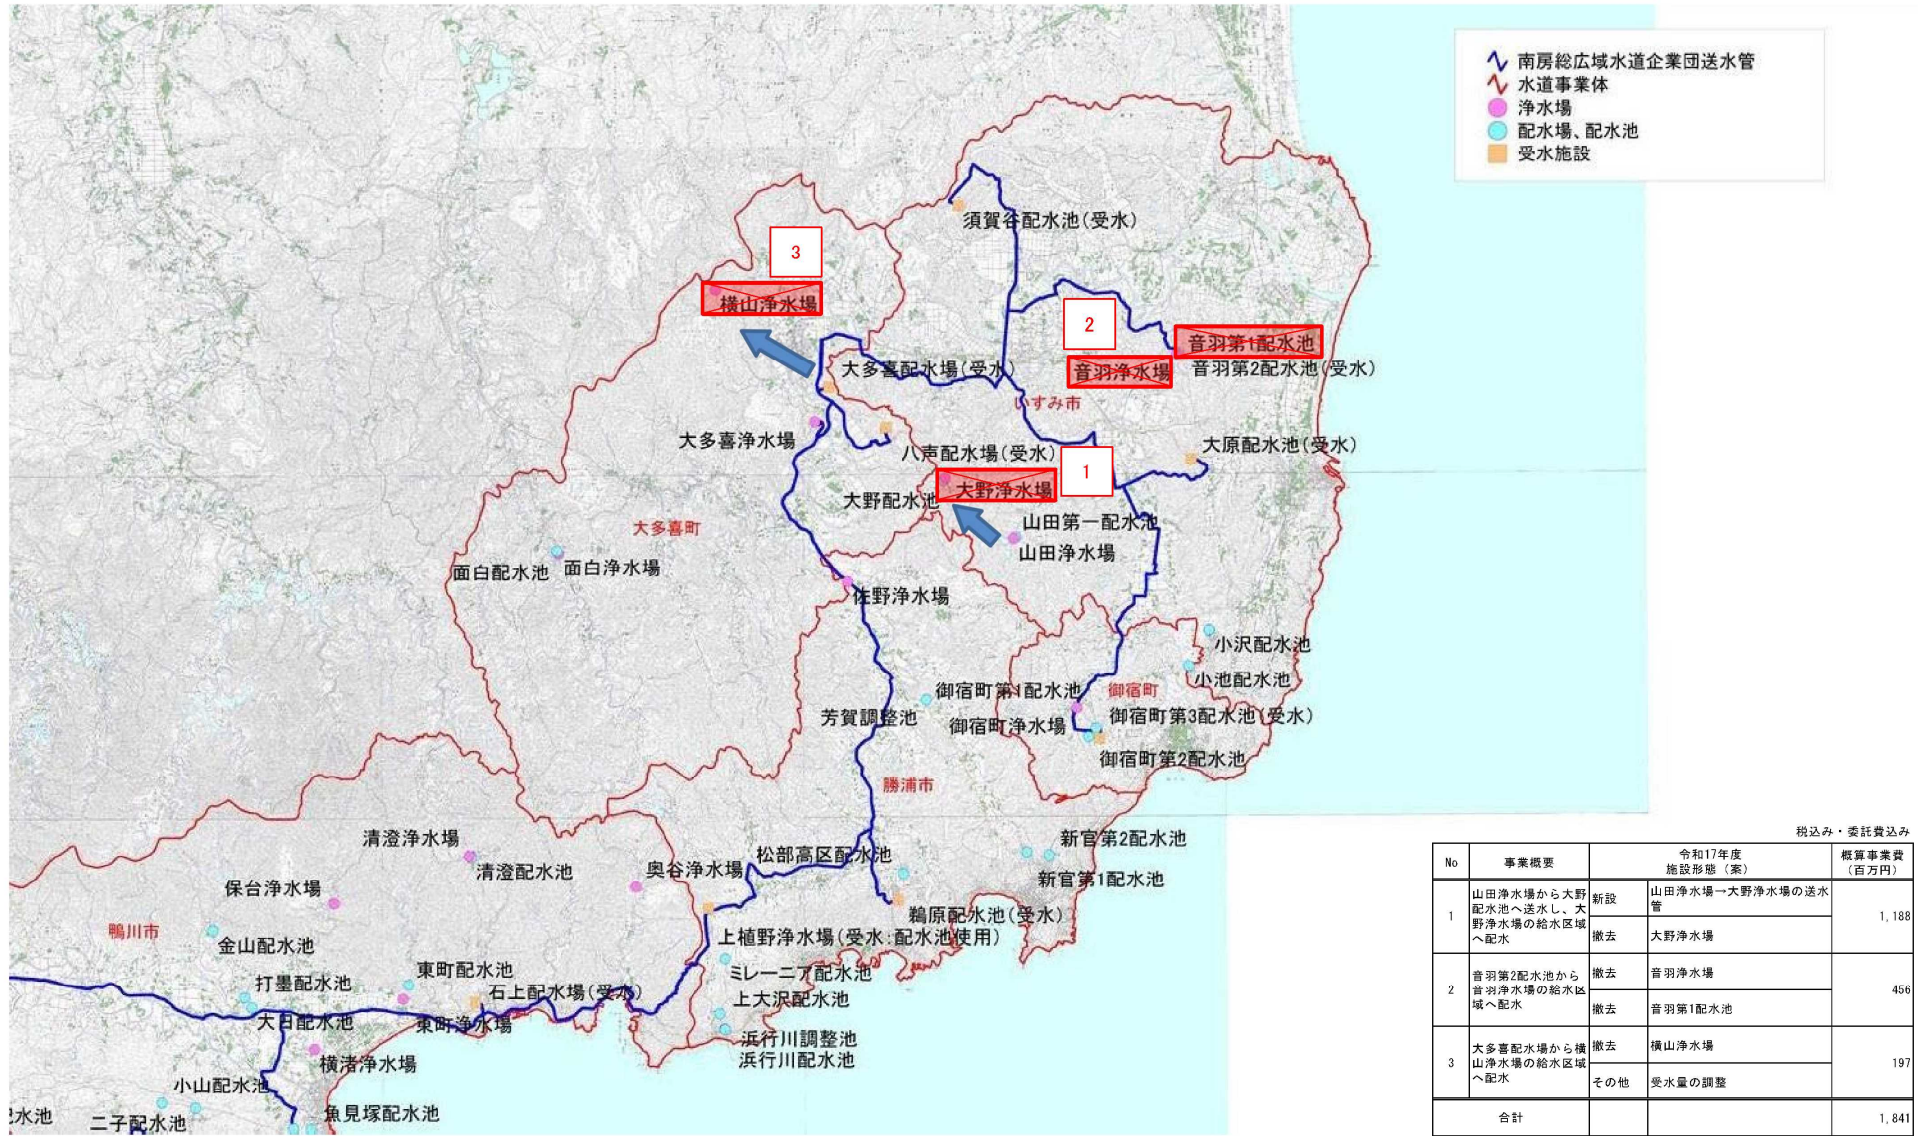 南房総広域水道企業団送水管
水道事業体
浄水場
配水場、配水池
受水施設
須賀谷配水池(受水)
3
横山浄水場
2
音羽第1配水池
音羽浄水場
音羽第2配水池(受水)
大多喜配水場(受水)
いすみ市
大多喜浄水場
八声配水場(受水)
大原配水池(受水)
1
大野浄水場
大野配水池
山田第一配水池
山田浄水場
大多喜町
面白配水池
面白浄水場
佐野浄水場
小沢配水池
小池配水池
御宿町第1配水池
御宿町
芳賀調整池
御宿町浄水場
御宿町第3配水池(受水)
御宿町第2配水池
勝浦市
清澄浄水場
清澄配水池
奥谷浄水場
松部高区配水池
新官第2配水池
新官第1配水池
保台浄水場
鵜原配水池(受水)
鴨川市
金山配水池
上植野浄水場(受水:配水池使用)
打墨配水池
東町配水池
石上配水場(受水)
ミレーニア配水池
上大沢配水池
大日配水池
東町浄水場
浜行川調整池
浜行川配水池
横渚浄水場
小山配水池
魚見塚配水池
二子配水池
配水池
税込み・委託費込み
No 事業概要 令和17年度 概算事業費
施設形態(案) (百万円)
1 山田浄水場から大野
配水池へ送水し、大
野浄水場の給水区域
へ配水
新設 山田浄水場→大野浄水場の送水
管
撤去 大野浄水場
1,188
2 音羽第2配水池から
音羽浄水場の給水区
域へ配水
撤去 音羽浄水場
撤去 音羽第1配水池
456
3 大多喜配水場から横
山浄水場の給水区域
へ配水
撤去 横山浄水場
その他 受水量の調整
197
合計 1,841